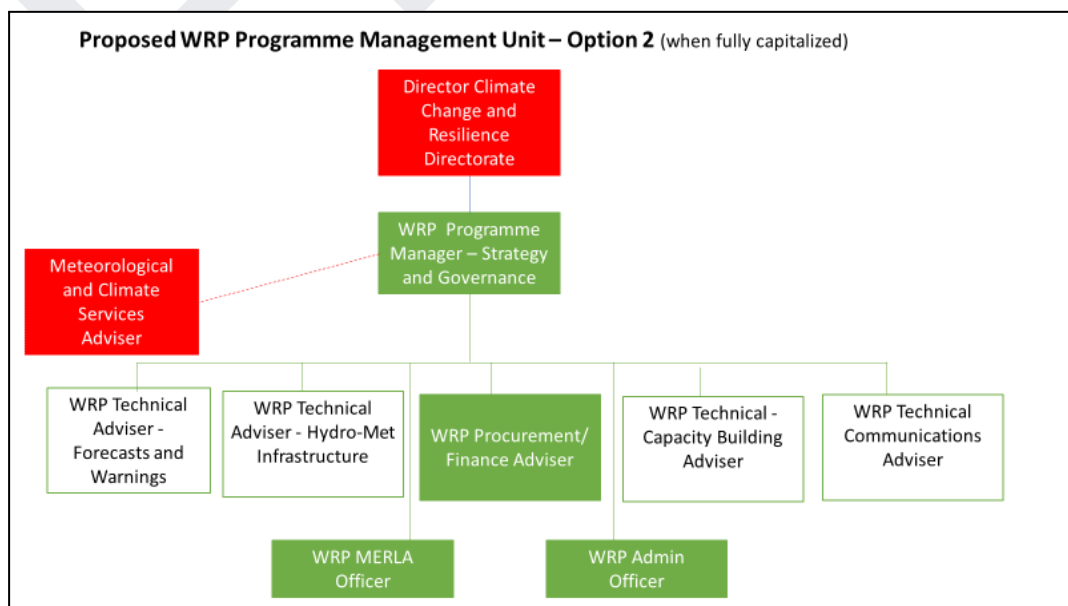 Proposed WRP Programme Management Unit – Option 2 (when fully capitalized)
Director Climate
Change and
Resilience
Directorate
WRP Programme
Manager – Strategy
and Governance
Meteorological
and Climate
Services
Adviser
WRP Technical
Adviser -
Forecasts and
Warnings
WRP Technical
Adviser - Hydro-Met
Infrastructure
WRP Procurement/
Finance Adviser
WRP Technical -
Capacity Building
Adviser
WRP Technical
Communications
Adviser
WRP MERLA
Officer
WRP Admin
Officer